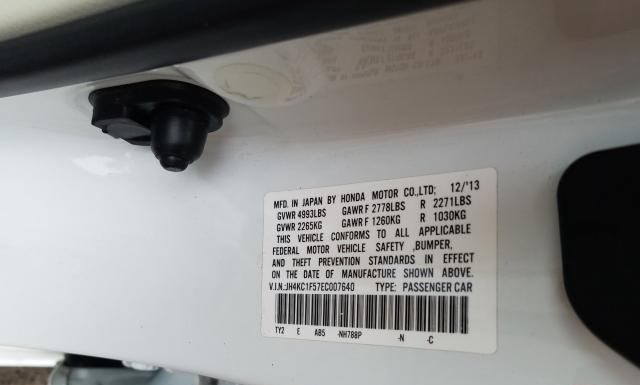 MFD. IN JAPAN BY HONDA MOTOR CO.,LTD; 12/'13
GVWR 4993LBS GAWR F 2778LBS R 2271LBS
GVWR 2265KG GAWR F 1260KG R 1030KG
THIS VEHICLE CONFORMS TO ALL APPLICABLE
FEDERAL MOTOR VEHICLE SAFETY ,BUMPER,
AND THEFT PREVENTION STANDARDS IN EFFECT
ON THE DATE OF MANUFACTURE SHOWN ABOVE.
V.I.N.:JH4KC1F57EC007640 TYPE: PASSENGER CAR
TY2 E AB5 -NH788P -N -C